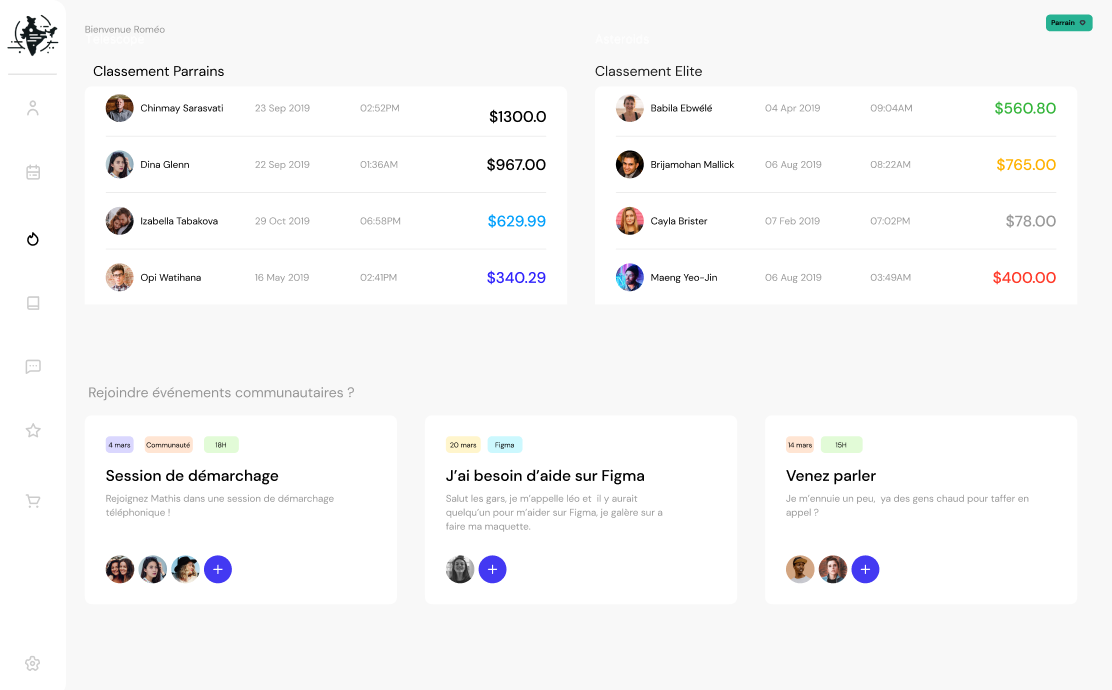 Bienvenue Roméo
Parrain
Classement Parrains
Chinmay Sarasvati 23 Sep 2019 02:52PM $1300.0
Dina Glenn 22 Sep 2019 01:36AM $967.00
Izabella Tabakova 29 Oct 2019 06:58PM $629.99
Opi Watihana 16 May 2019 02:41PM $340.29
Classement Elite
Babila Ebwélé 04 Apr 2019 09:04AM $560.80
Brijamohan Mallick 06 Aug 2019 08:22AM $765.00
Cayla Brister 07 Feb 2019 07:02PM $78.00
Maeng Yeo-Jin 06 Aug 2019 03:49AM $400.00
Rejoindre événements communautaires ?
4 mars Communauté 18H
Session de démarchage
Rejoignez Mathis dans une session de démarchage
téléphonique !
20 mars Figma
J'ai besoin d'aide sur Figma
Salut les gars, je m'appelle léo et il y aurait
quelqu'un pour m'aider sur Figma, je galère sur a
faire ma maquette.
14 mars 15H
Venez parler
Je m'ennuie un peu, ya des gens chaud pour taffer en
appel ?